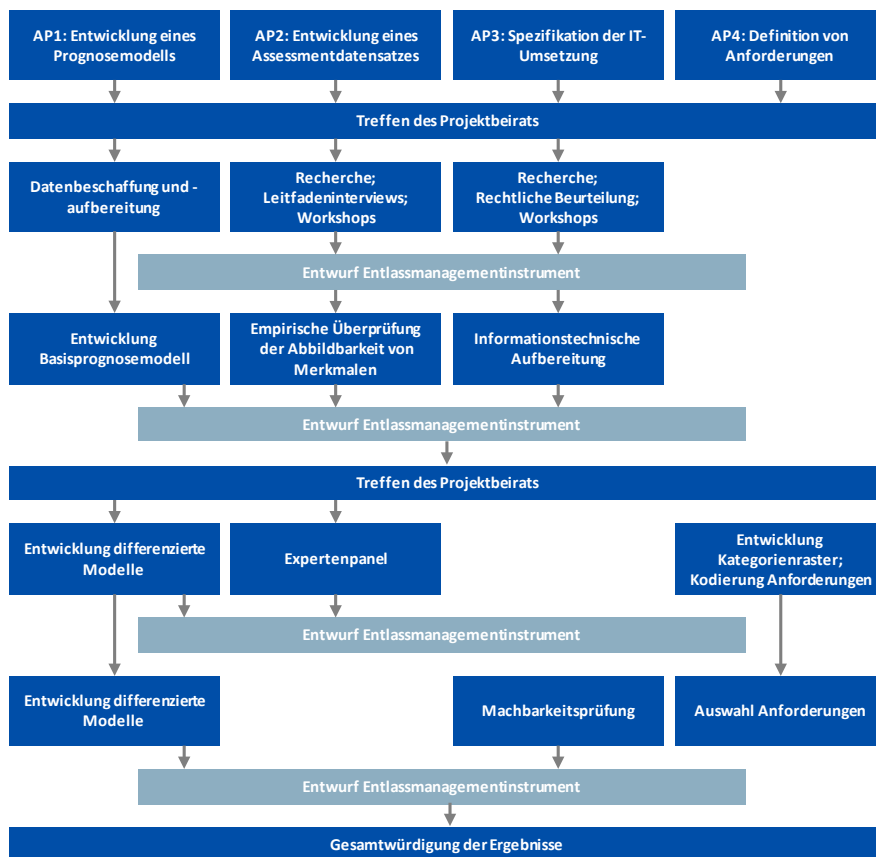 AP1: Entwicklung eines
Prognosemodells
AP2: Entwicklung eines
Assessmentdatensatzes
AP3: Spezifikation der IT-
Umsetzung
AP4: Definition von
Anforderungen
Treffen des Projektbeirats
Datenbeschaffung und -
aufbereitung
Recherche;
Leitfadeninterviews;
Workshops
Recherche;
Rechtliche Beurteilung;
Workshops
Entwurf Entlassmanagementinstrument
Entwicklung
Basisprognosemodell
Empirische Überprüfung
der Abbildbarkeit von
Merkmalen
Informationstechnische
Aufbereitung
Entwurf Entlassmanagementinstrument
Treffen des Projektbeirats
Entwicklung differenzierte
Modelle
Expertenpanel
Entwicklung
Kategorienraster;
Kodierung Anforderungen
Entwurf Entlassmanagementinstrument
Entwicklung differenzierte
Modelle
Machbarkeitsprüfung
Auswahl Anforderungen
Entwurf Entlassmanagementinstrument
Gesamtwürdigung der Ergebnisse